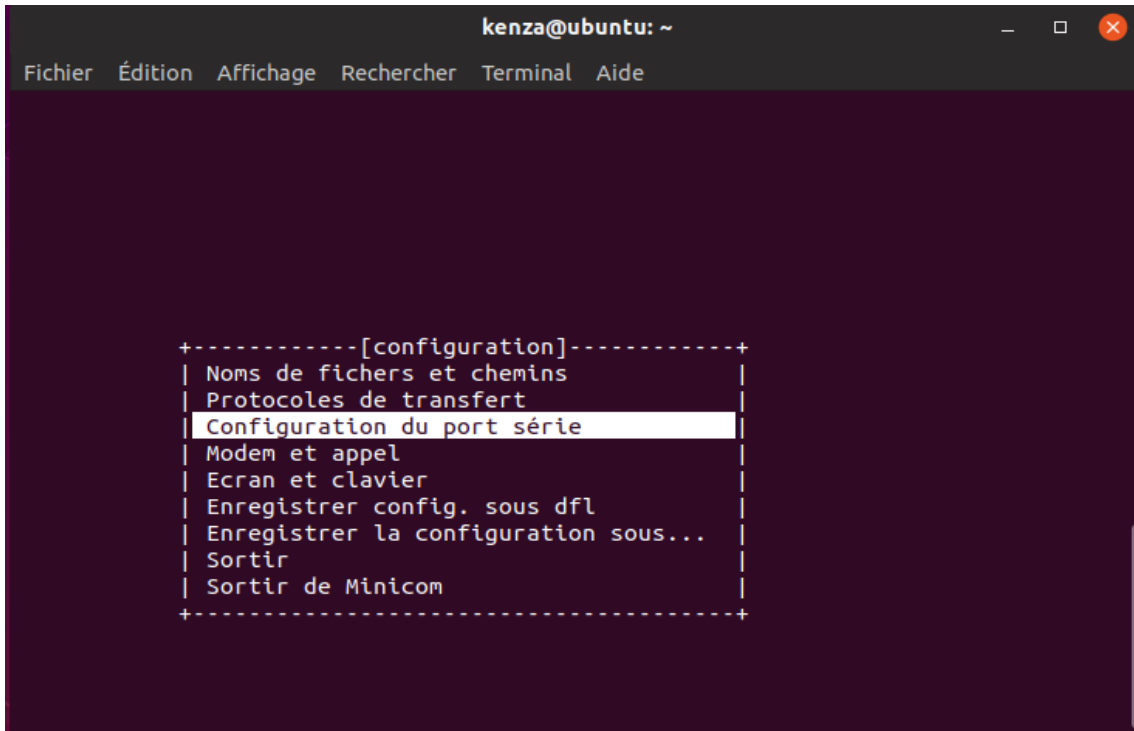 kenza@ubuntu: ~
Fichier Édition Affichage Rechercher Terminal Aide
+------------[configuration]------------+
| Noms de fichers et chemins |
| Protocoles de transfert |
| Configuration du port série |
| Modem et appel |
| Ecran et clavier |
| Enregistrer config. sous dfl |
| Enregistrer la configuration sous... |
| Sortir |
| Sortir de Minicom |
+----------------------------------------+